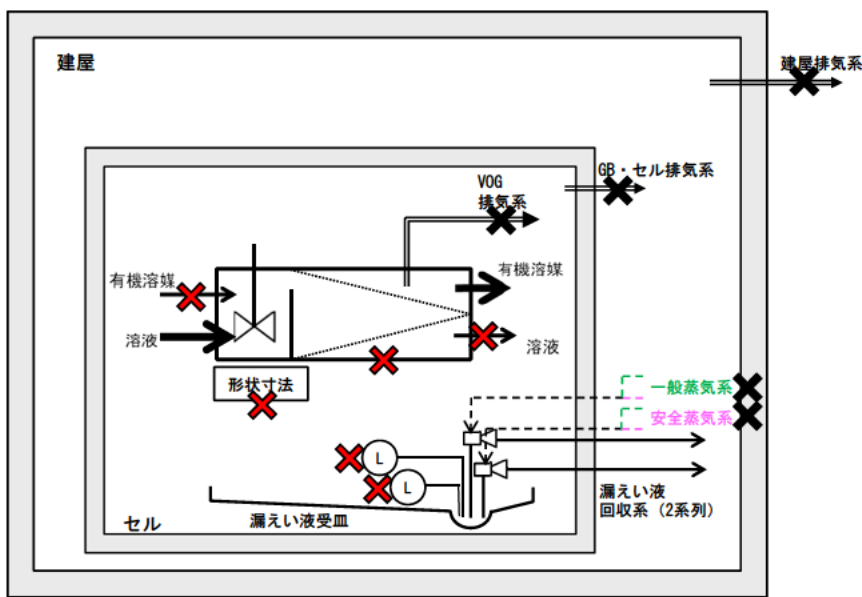 建屋
建屋排気系
GB・セル排気系
VOG
排気系
有機溶媒
有機溶媒
溶液
溶液
形状寸法
一般蒸気系
安全蒸気系
L
L
漏えい液
回収系（2系列）
漏えい液受皿
セル